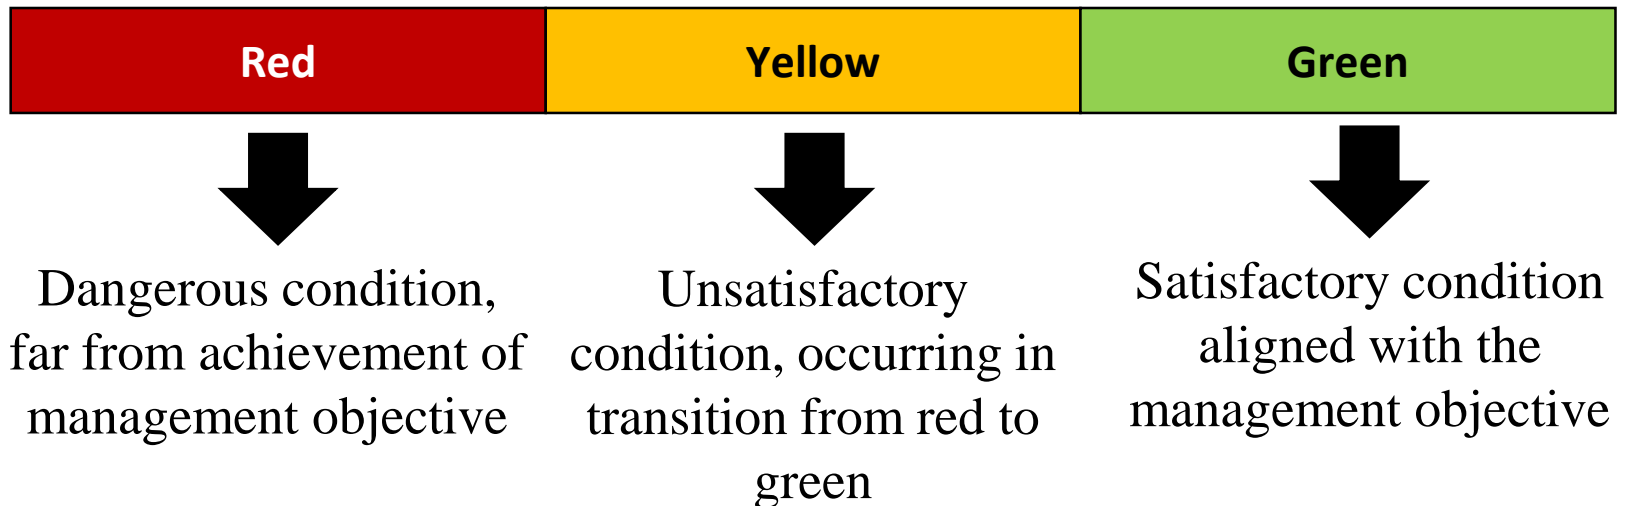 Red
Yellow
Green
Dangerous condition,
far from achievement of
management objective
Unsatisfactory
condition, occurring in
transition from red to
green
Satisfactory condition
aligned with the
management objective